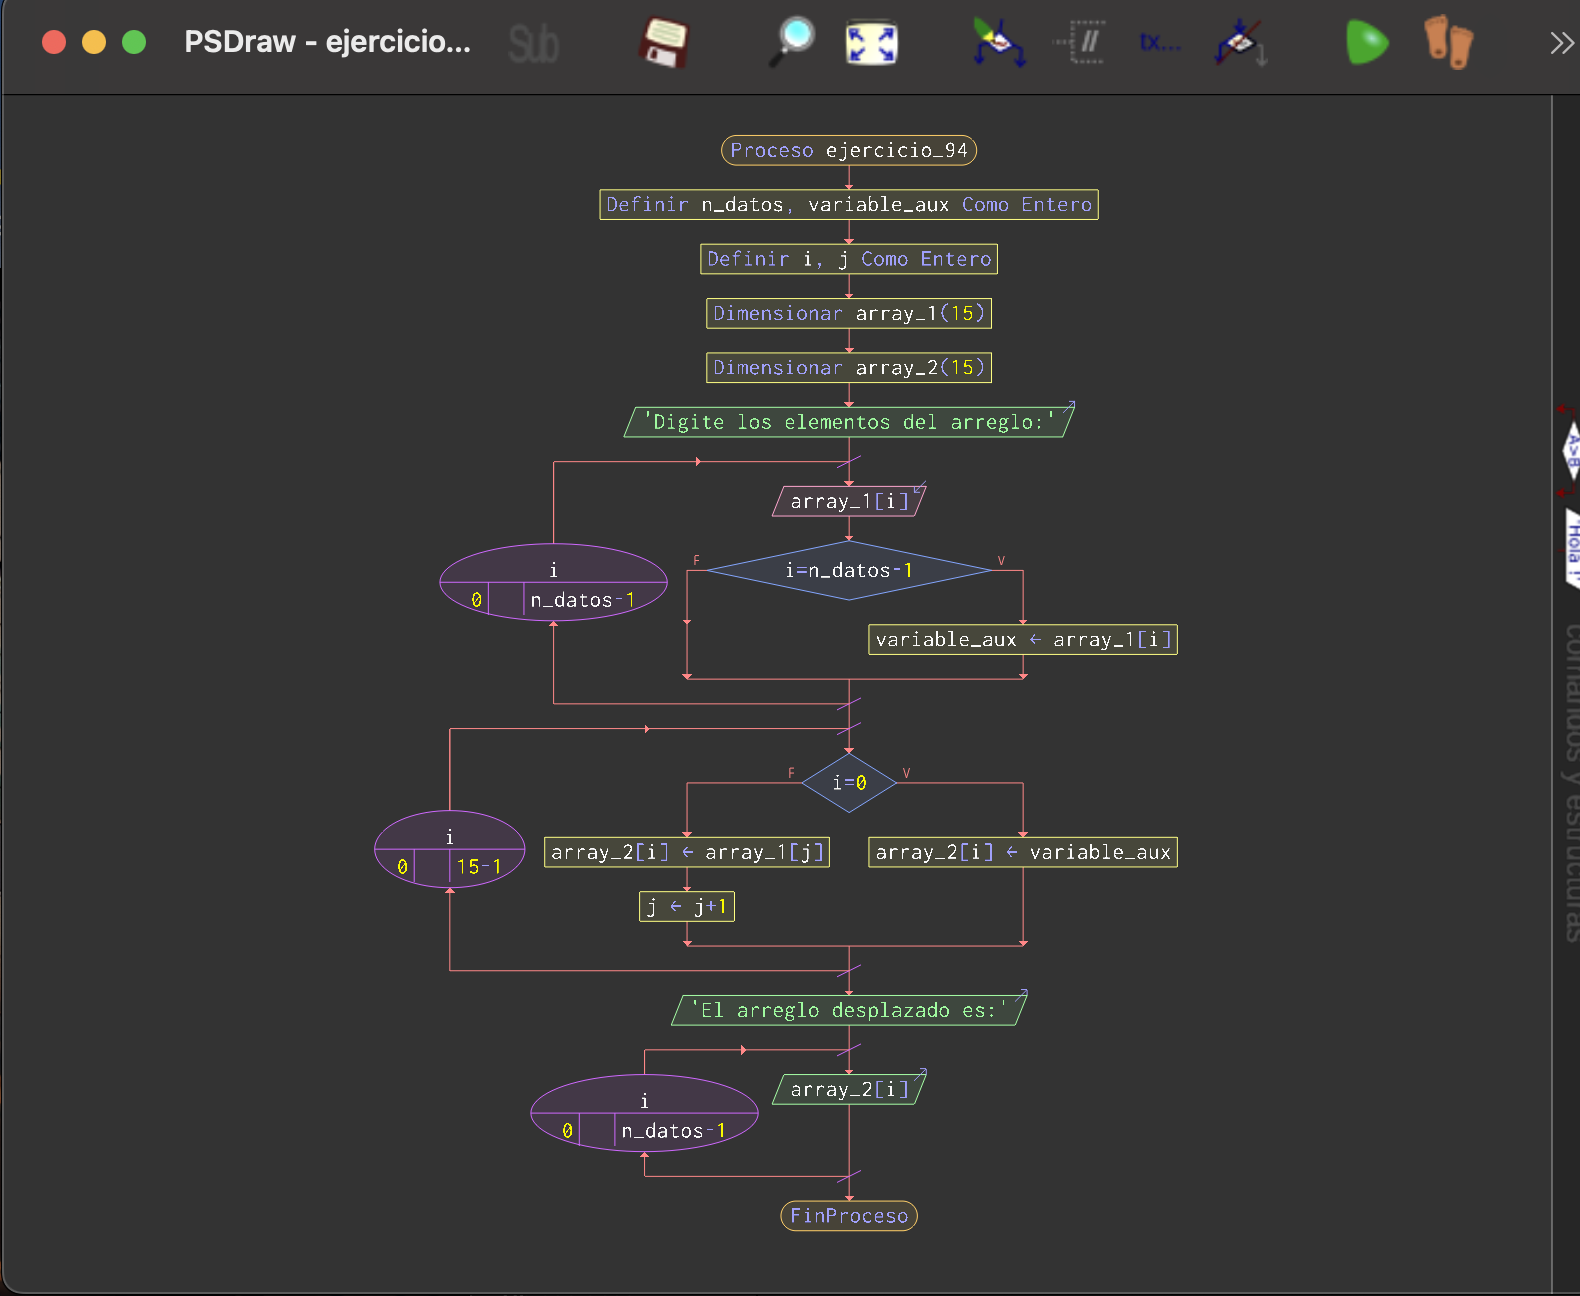 PSDraw - ejercicio...
Sub
tx...
Proceso ejercicio_94
Definir n_datos, variable_aux Como Entero
Definir i, j Como Entero
Dimensionar array_1(15)
Dimensionar array_2(15)
'Digite los elementos del arreglo:'
array_1[i]
i
0 n_datos-1
F
i=n_datos-1
V
variable_aux ← array_1[i]
F
i=0
V
i
0 15-1
array_2[i] ← array_1[j]
array_2[i] ← variable_aux
j ← j+1
'El arreglo desplazado es:'
array_2[i]
i
0 n_datos-1
FinProceso
A>B
'Hola !'
comandos y estructuras